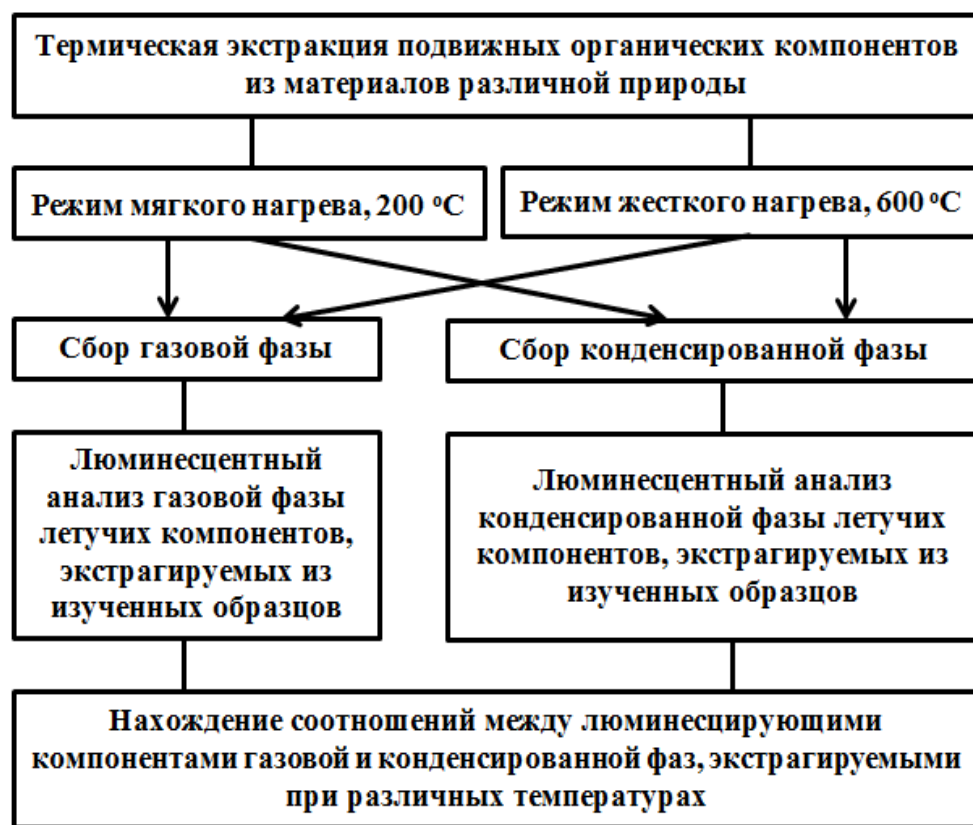 Термическая экстракция подвижных органических компонентов
из материалов различной природы
Режим мягкого нагрева, 200 ºС
Режим жесткого нагрева, 600 ºС
Сбор газовой фазы
Сбор конденсированной фазы
Люминесцентный
анализ газовой фазы
летучих компонентов,
экстрагируемых из
изученных образцов
Люминесцентный анализ
конденсированной фазы летучих
компонентов, экстрагируемых из
изученных образцов
Нахождение соотношений между люминесцирующими
компонентами газовой и конденсированной фаз, экстрагируемыми
при различных температурах